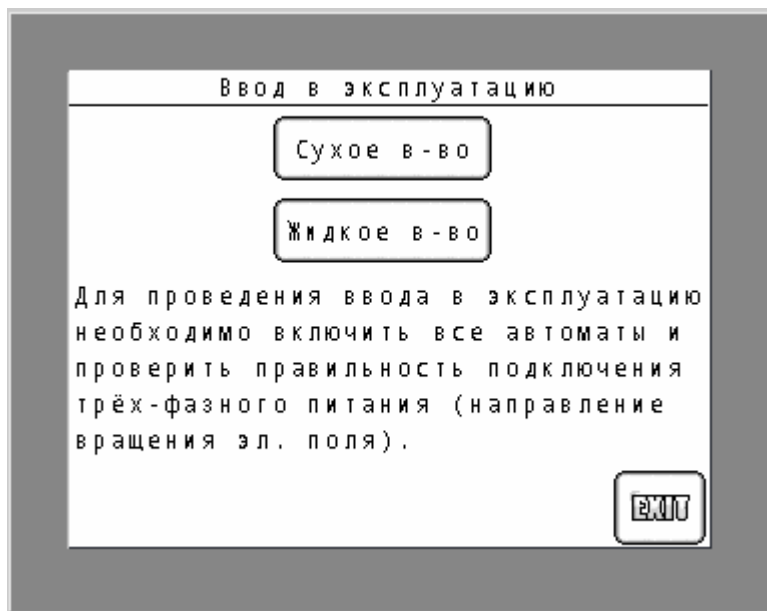 Ввод в эксплуатацию
Сухое в-во
Жидкое в-во
Для проведения ввода в эксплуатацию
необходимо включить все автоматы и
проверить правильность подключения
трёх-фазного питания (направление
вращения эл. поля).
EXIT